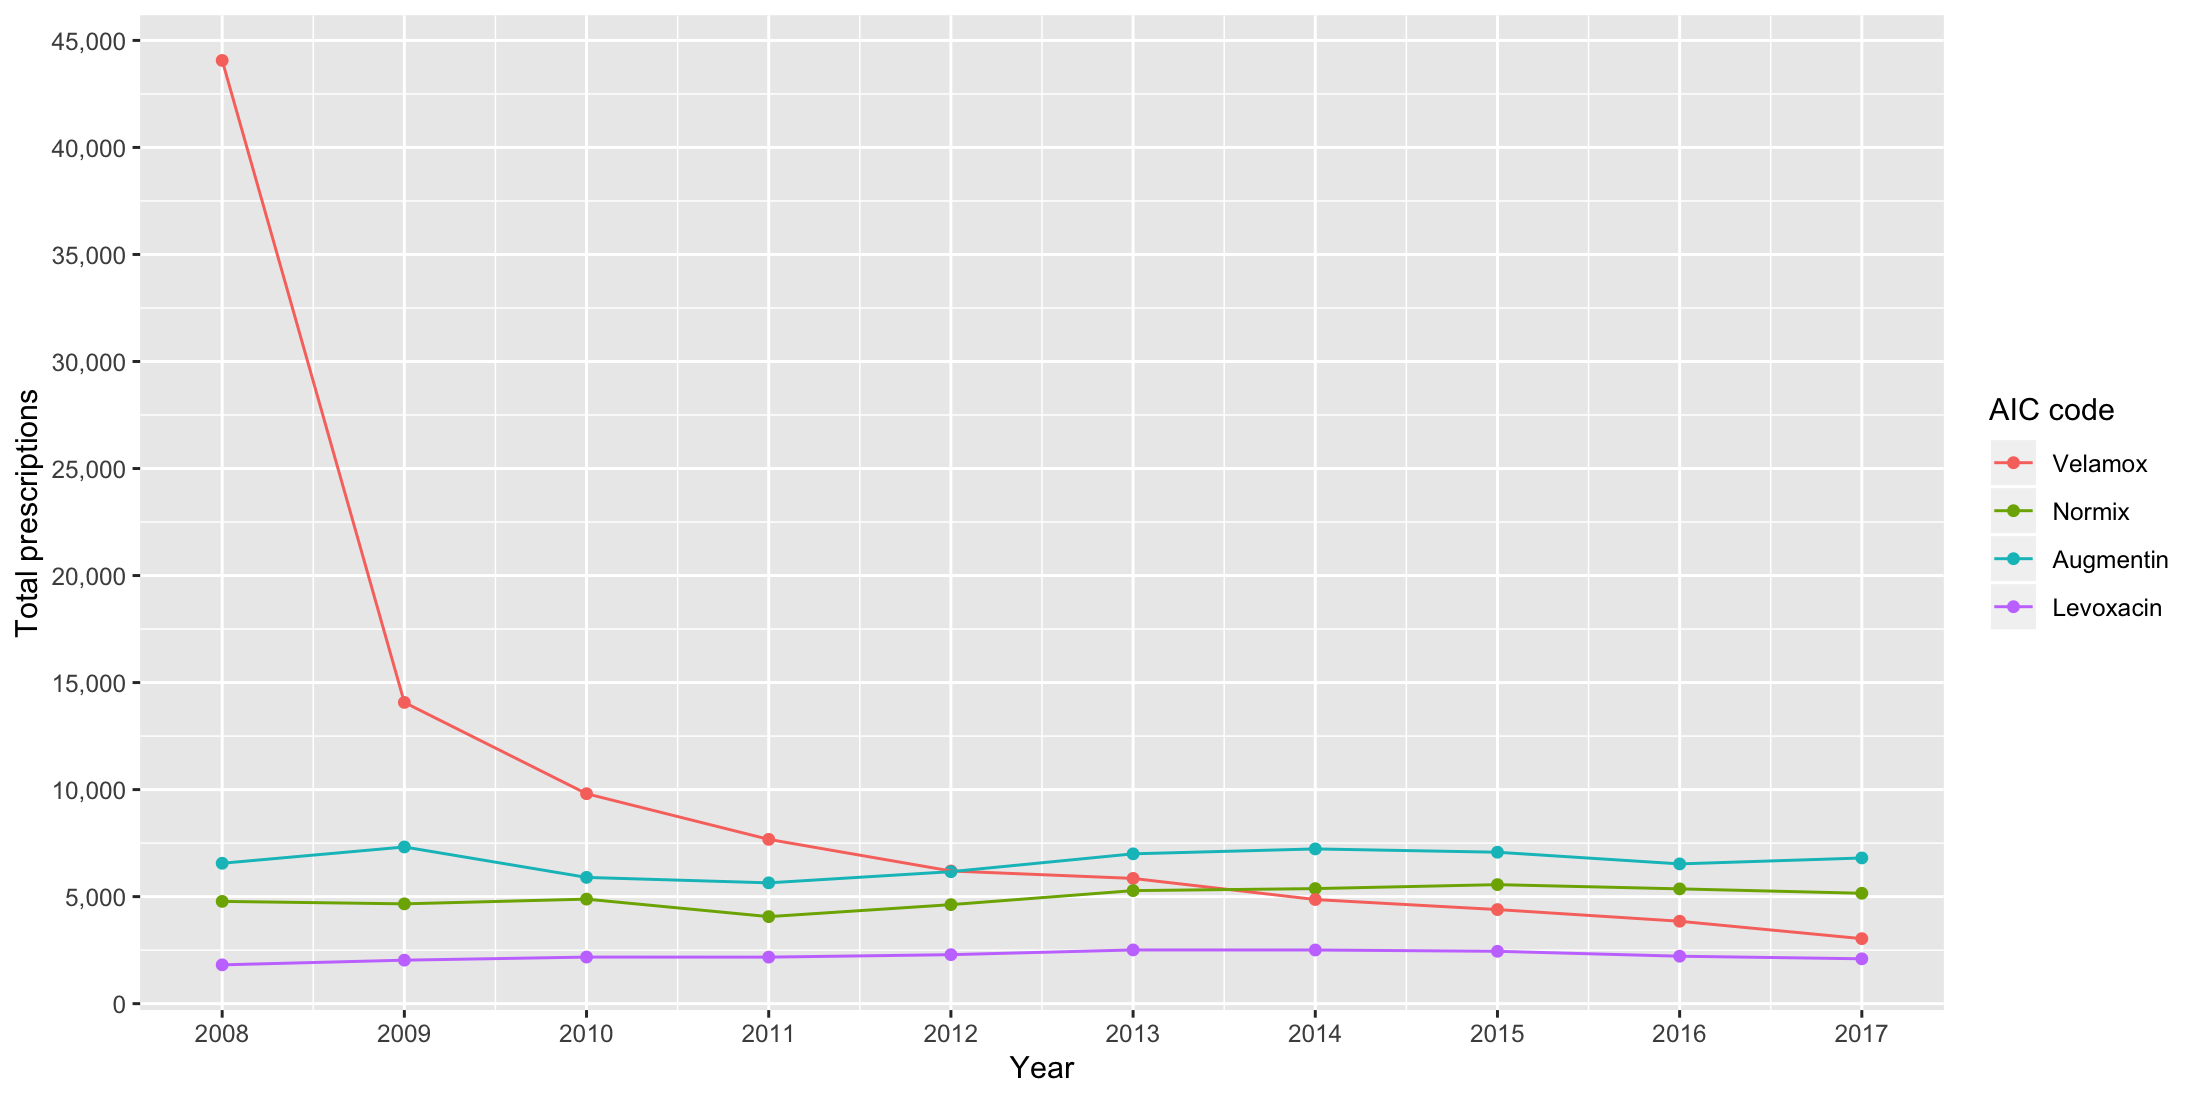 45,000
40,000
35,000
30,000
25,000
20,000
15,000
10,000
5,000
0
Total prescriptions
2008 2009 2010 2011 2012 2013 2014 2015 2016 2017
Year
AIC code
Velamox
Normix
Augmentin
Levoxacin